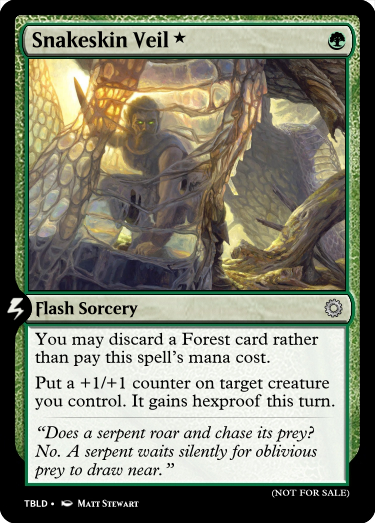 Snakeskin Veil ★
Flash Sorcery
You may discard a Forest card rather
than pay this spell's mana cost.
Put a +1/+1 counter on target creature
you control. It gains hexproof this turn.
“Does a serpent roar and chase its prey?
No. A serpent waits silently for oblivious
prey to draw near.”
(NOT FOR SALE)
TBLD • Matt Stewart